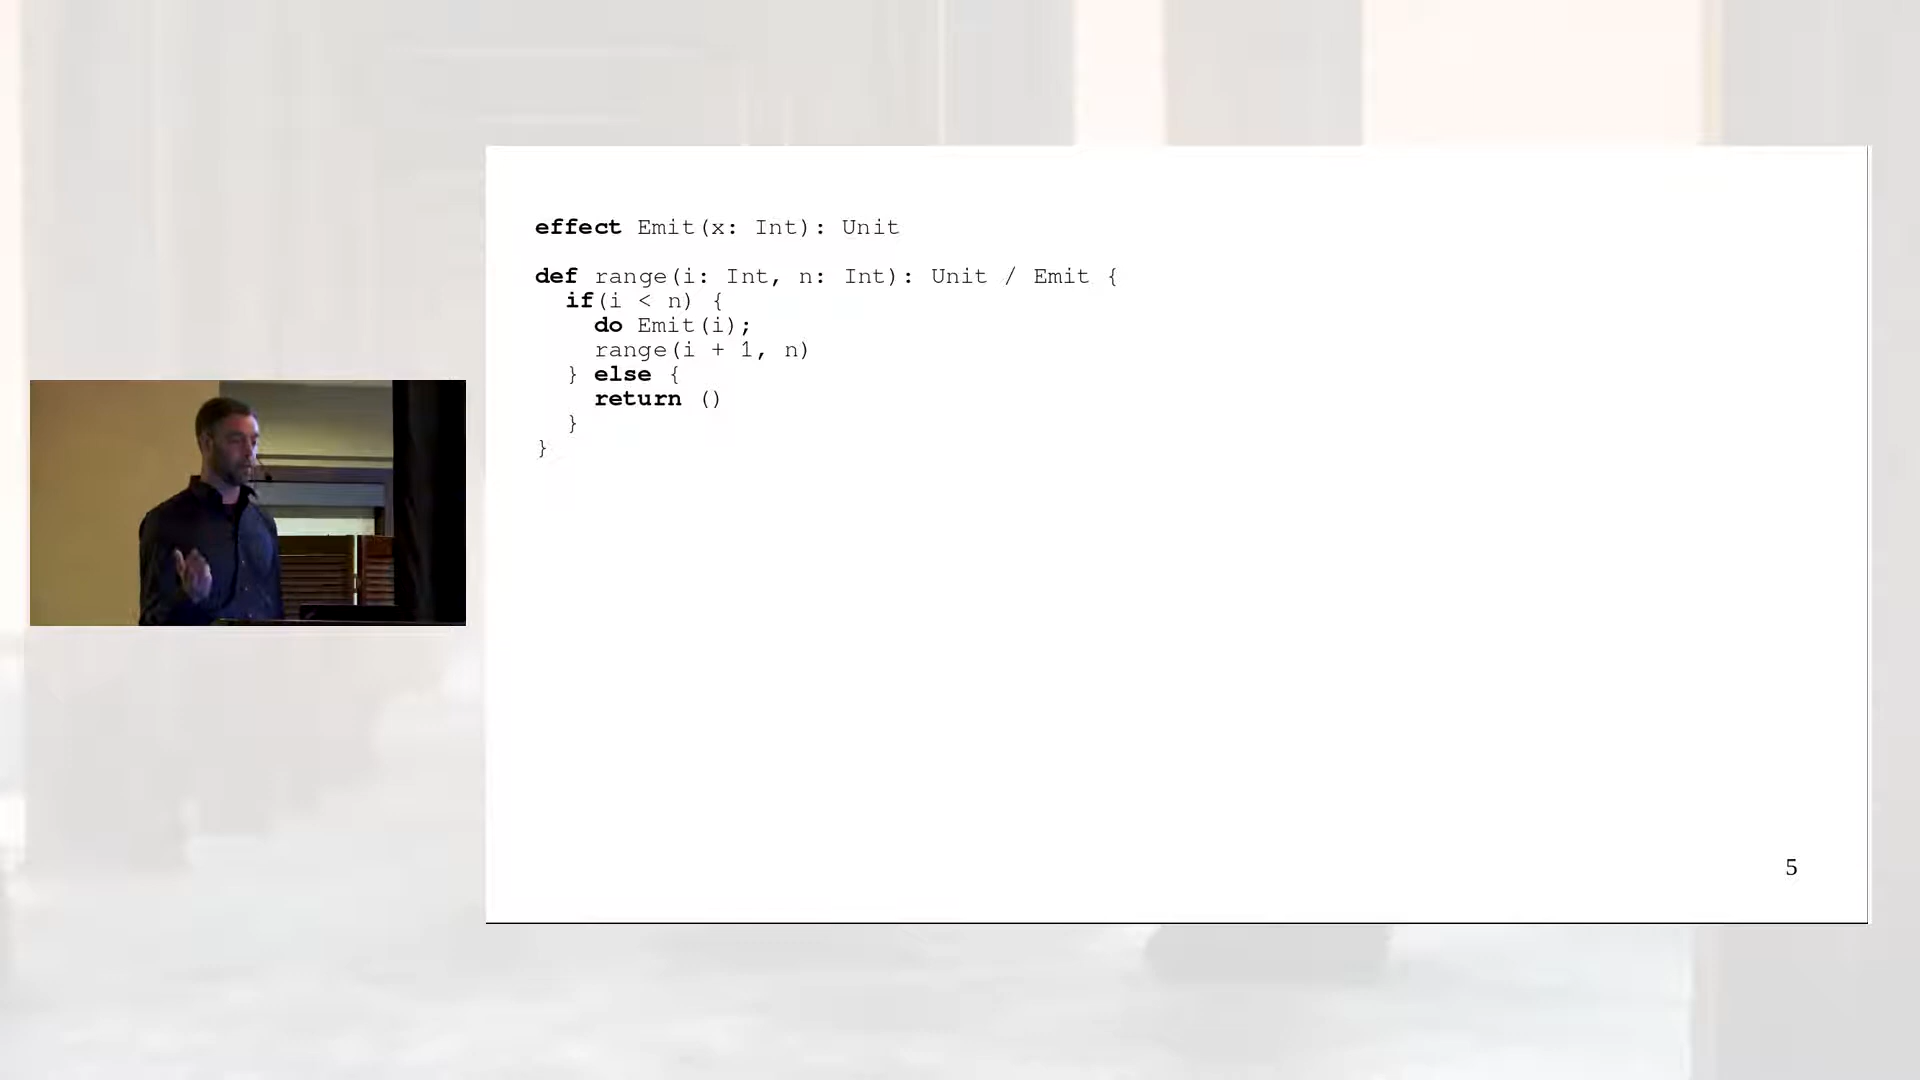 effect Emit(x: Int): Unit
def range(i: Int, n: Int): Unit / Emit {
if(i < n) {
do Emit(i);
range(i + 1, n)
} else {
return ()
}
}
5